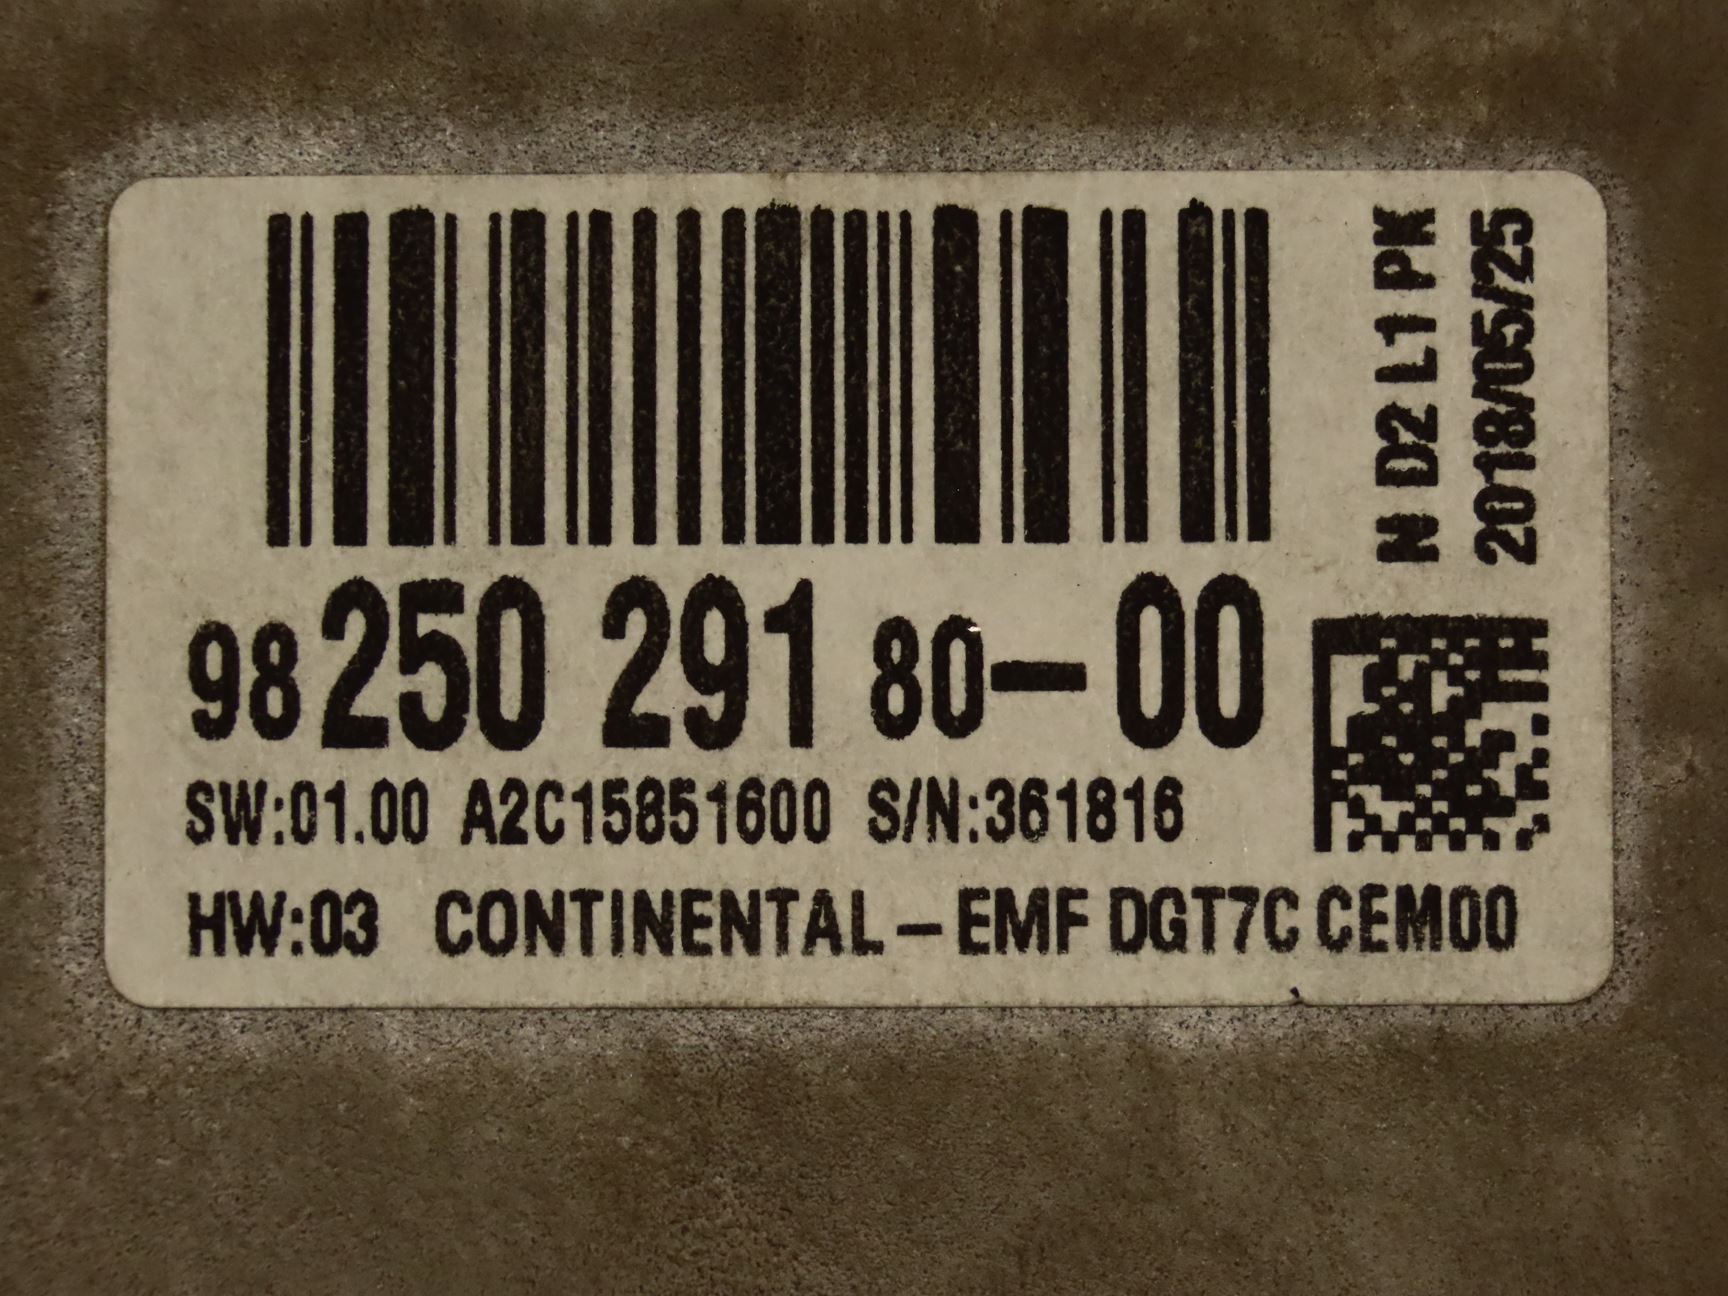 98 250 291 80-00
SW:01.00 A2C15851600 S/N:361816
HW:03 CONTINENTAL-EMF DGT7C CEM00
N D2 L1 PK
2018/05/25